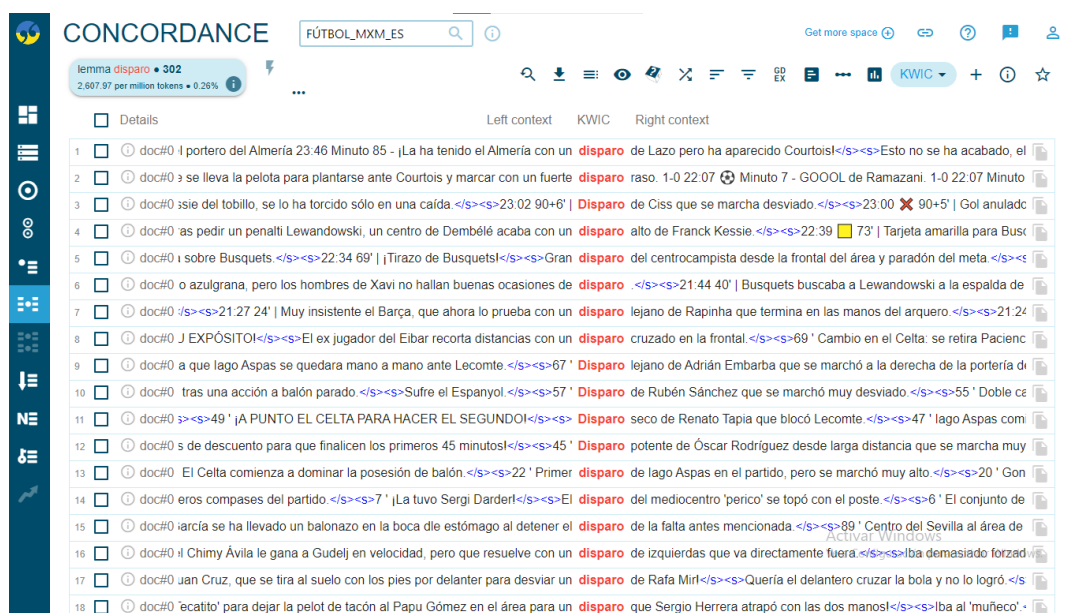 CONCORDANCE
FÚTBOL_MXM_ES
Get more space
lemma disparo • 302
2,607.97 per million tokens • 0.26%
GD EX
KWIC
Details Left context KWIC Right context
1 doc#0 portero del Almería 23:46 Minuto 85 - ¡La ha tenido el Almería con un disparo de Lazo pero ha aparecido Courtois!</s><s>Esto no se ha acabado, el
2 doc#0 se lleva la pelota para plantarse ante Courtois y marcar con un fuerte disparo raso. 1-0 22:07 ⚽ Minuto 7 - GOOOL de Ramazani. 1-0 22:07 Minuto
3 doc#0 ssie del tobillo, se lo ha torcido sólo en una caída.</s><s>23:02 90+6' | Disparo de Ciss que se marcha desviado.</s><s>23:00 ❌ 90+5' | Gol anulado
4 doc#0 ras pedir un penalti Lewandowski, un centro de Dembélé acaba con un disparo alto de Franck Kessie.</s><s>22:39 🟨 73' | Tarjeta amarilla para Busc
5 doc#0 sobre Busquets.</s><s>22:34 69' | ¡Tirazo de Busquets!</s><s>Gran disparo del centrocampista desde la frontal del área y paradón del meta.</s><s
6 doc#0 o azulgrana, pero los hombres de Xavi no hallan buenas ocasiones de disparo .</s><s>21:44 40' | Busquets buscaba a Lewandowski a la espalda de
7 doc#0 /s><s>21:27 24' | Muy insistente el Barça, que ahora lo prueba con un disparo lejano de Rapinha que termina en las manos del arquero.</s><s>21:24
8 doc#0 J EXPÓSITO!</s><s>El ex jugador del Eibar recorta distancias con un disparo cruzado en la frontal.</s><s>69 ' Cambio en el Celta: se retira Pacienc
9 doc#0 a que Iago Aspas se quedara mano a mano ante Lecomte.</s><s>67 ' Disparo lejano de Adrián Embarba que se marchó a la derecha de la portería d
10 doc#0 tras una acción a balón parado.</s><s>Sufre el Espanyol.</s><s>57 ' Disparo de Rubén Sánchez que se marchó muy desviado.</s><s>55 ' Doble ca
11 doc#0 s><s>49 ' ¡A PUNTO EL CELTA PARA HACER EL SEGUNDO!</s><s> Disparo seco de Renato Tapia que blocó Lecomte.</s><s>47 ' Iago Aspas com
12 doc#0 s de descuento para que finalicen los primeros 45 minutos!</s><s>45 ' Disparo potente de Óscar Rodríguez desde larga distancia que se marcha muy
13 doc#0 El Celta comienza a dominar la posesión de balón.</s><s>22 ' Primer disparo de Iago Aspas en el partido, pero se marchó muy alto.</s><s>20 ' Gon
14 doc#0 eros compases del partido.</s><s>7 ' ¡La tuvo Sergi Darder!</s><s>El disparo del mediocentro 'perico' se topó con el poste.</s><s>6 ' El conjunto de
15 doc#0 García se ha llevado un balonazo en la boca dle estómago al detener el disparo de la falta antes mencionada.</s><s>89 ' Centro del Sevilla al área de
Activar Windows
16 doc#0 l Chimy Ávila le gana a Gudelj en velocidad, pero que resuelve con un disparo de izquierdas que va directamente fuera.</s><s>Iba demasiado forzad
17 doc#0 uan Cruz, que se tira al suelo con los pies por delanter para desviar un disparo de Rafa Mir!</s><s>Quería el delantero cruzar la bola y no lo logró.</s
18 doc#0 Tecatito' para dejar la pelot de tacón al Papu Gómez en el área para un disparo que Sergio Herrera atrapó con las dos manos!</s><s>Iba al 'muñeco'.